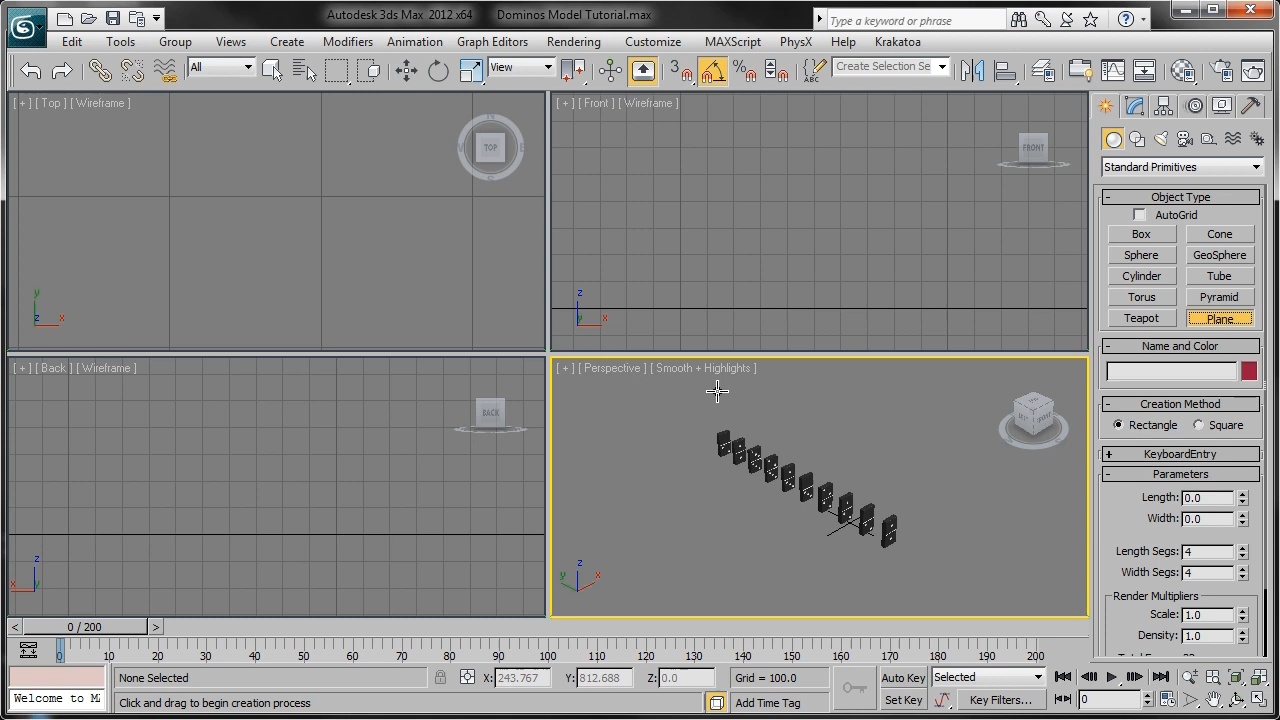 Autodesk 3ds Max 2012 x64 Dominos Model Tutorial.max
Type a keyword or phrase
Edit Tools Group Views Create Modifiers Animation Graph Editors Rendering Customize MAXScript PhysX Help Krakatoa
All View 3 % ABC Create Selection Se
[ + ] [ Top ] [ Wireframe ]
TOP
[ + ] [ Front ] [ Wireframe ]
FRONT
y
z x
z
x
[ + ] [ Back ] [ Wireframe ]
BACK
z
x
[ + ] [ Perspective ] [ Smooth + Highlights ]
z
y x
Standard Primitives
- Object Type
AutoGrid
Box Cone
Sphere GeoSphere
Cylinder Tube
Torus Pyramid
Teapot Plane
- Name and Color
- Creation Method
Rectangle Square
+ KeyboardEntry
- Parameters
Length: 0.0
Width: 0.0
Length Segs: 4
Width Segs: 4
Render Multipliers
Scale: 1.0
Density: 1.0
< 0 / 200 >
0 10 20 30 40 50 60 70 80 90 100 110 120 130 140 150 160 170 180 190 200
None Selected X: 243.767 Y: 812.688 Z: 0.0 Grid = 100.0 Auto Key Selected
Welcome to M Click and drag to begin creation process Add Time Tag Set Key Key Filters... 0